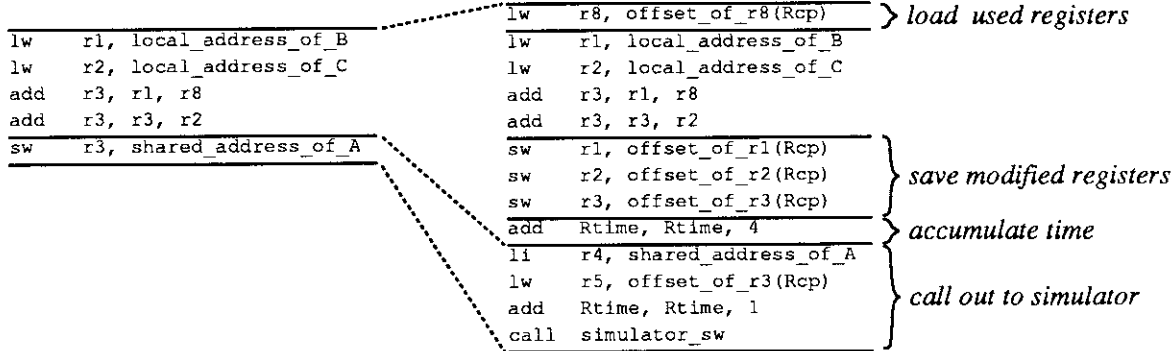 lw r1, local_address_of_B
lw r2, local_address_of_C
add r3, r1, r8
add r3, r3, r2
sw r3, shared_address_of_A
lw r8, offset_of_r8(Rcp)
load used registers
lw r1, local_address_of_B
lw r2, local_address_of_C
add r3, r1, r8
add r3, r3, r2
sw r1, offset_of_r1(Rcp)
sw r2, offset_of_r2(Rcp)
sw r3, offset_of_r3(Rcp)
save modified registers
add Rtime, Rtime, 4
accumulate time
li r4, shared_address_of_A
lw r5, offset_of_r3(Rcp)
add Rtime, Rtime, 1
call simulator_sw
call out to simulator